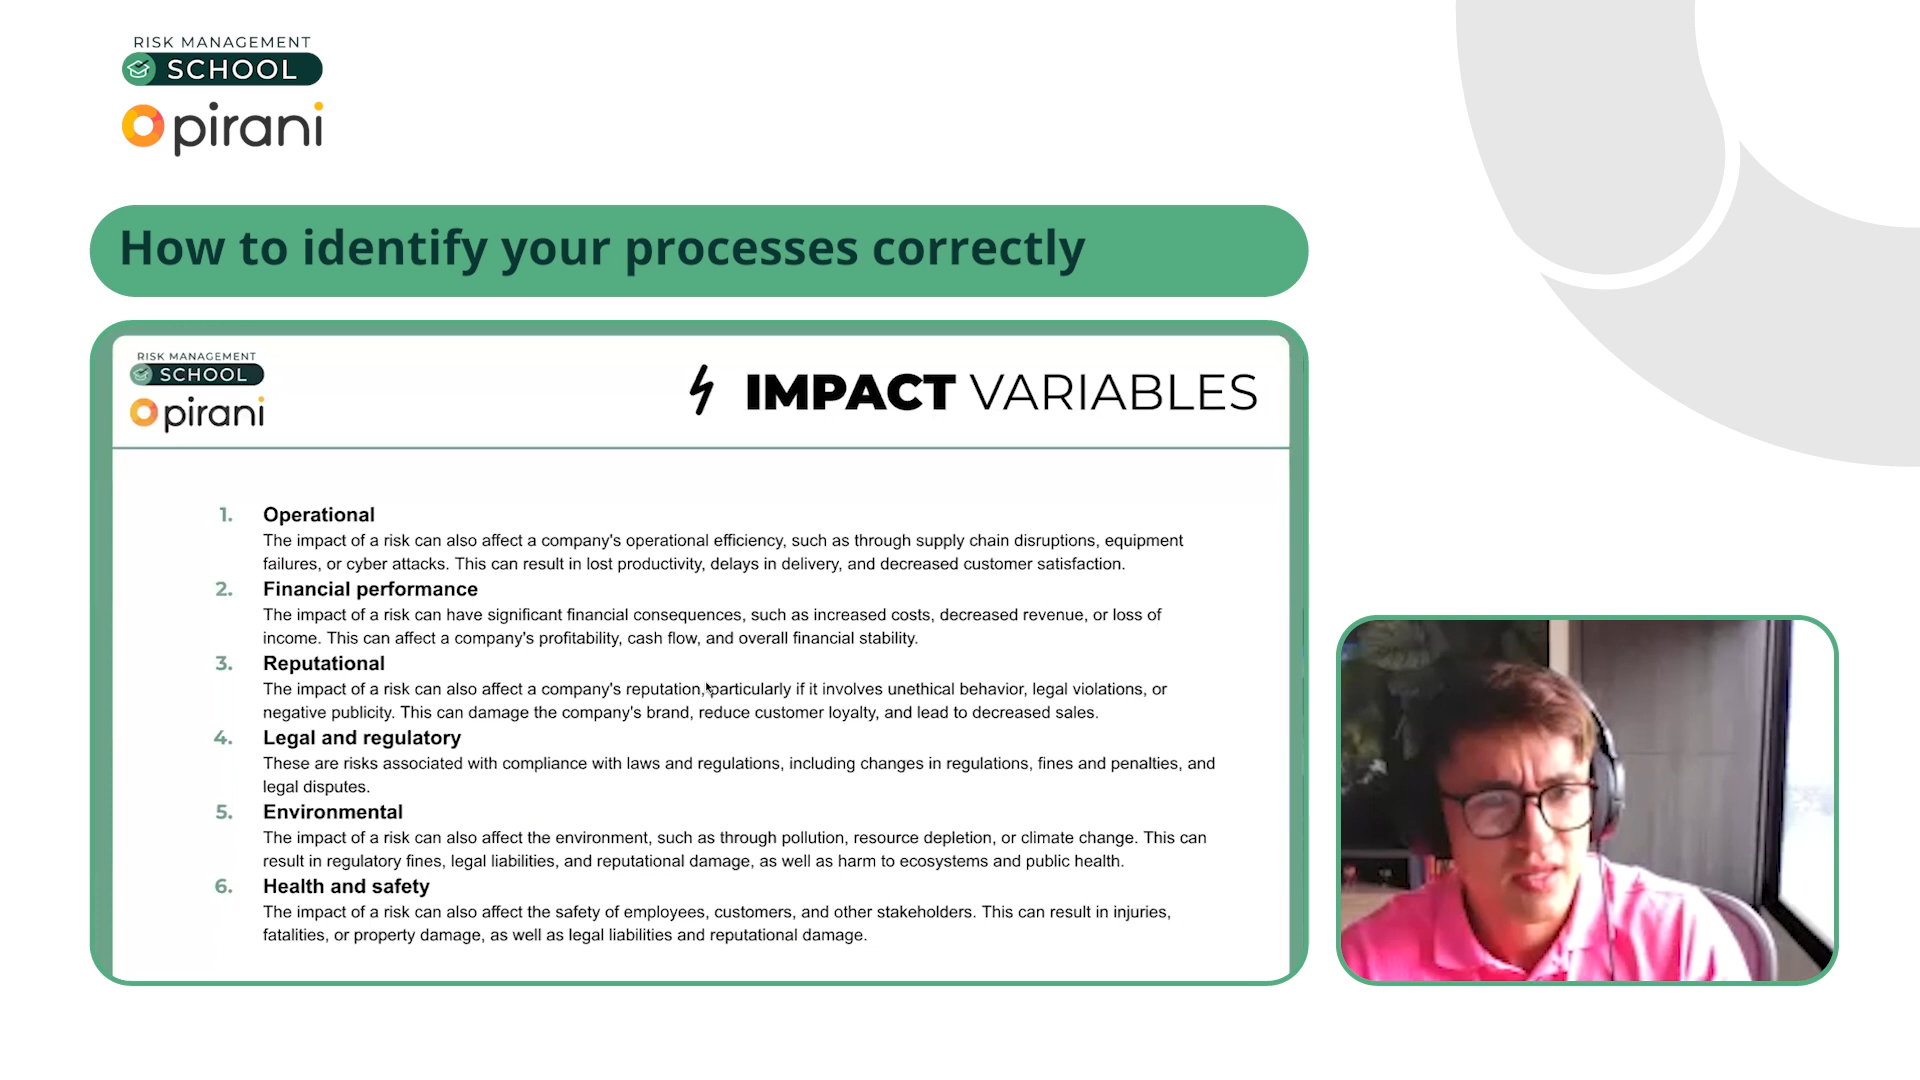 RISK MANAGEMENT
SCHOOL
pirani
How to identify your processes correctly
RISK MANAGEMENT
SCHOOL
pirani
IMPACT VARIABLES
1. Operational
The impact of a risk can also affect a company's operational efficiency, such as through supply chain disruptions, equipment
failures, or cyber attacks. This can result in lost productivity, delays in delivery, and decreased customer satisfaction.
2. Financial performance
The impact of a risk can have significant financial consequences, such as increased costs, decreased revenue, or loss of
income. This can affect a company's profitability, cash flow, and overall financial stability.
3. Reputational
The impact of a risk can also affect a company's reputation, particularly if it involves unethical behavior, legal violations, or
negative publicity. This can damage the company's brand, reduce customer loyalty, and lead to decreased sales.
4. Legal and regulatory
These are risks associated with compliance with laws and regulations, including changes in regulations, fines and penalties, and
legal disputes.
5. Environmental
The impact of a risk can also affect the environment, such as through pollution, resource depletion, or climate change. This can
result in regulatory fines, legal liabilities, and reputational damage, as well as harm to ecosystems and public health.
6. Health and safety
The impact of a risk can also affect the safety of employees, customers, and other stakeholders. This can result in injuries,
fatalities, or property damage, as well as legal liabilities and reputational damage.